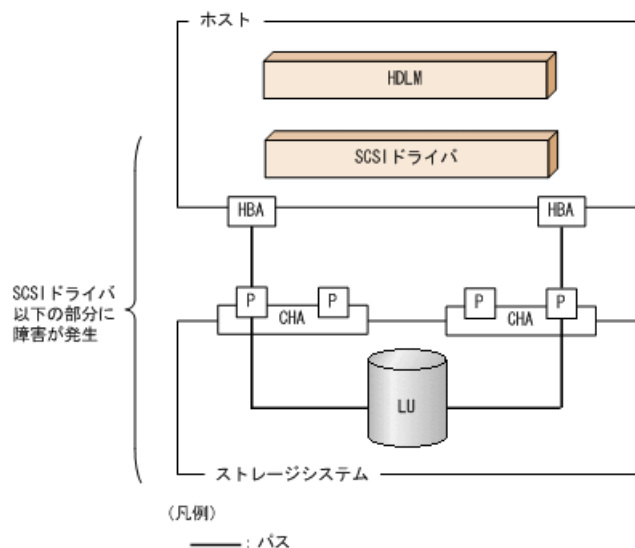 ホスト
HDLM
SCSIドライバ
HBA
HBA
SCSIドライバ
以下の部分に
障害が発生
P
P
P
P
CHA
CHA
LU
ストレージシステム
(凡例)
: パス